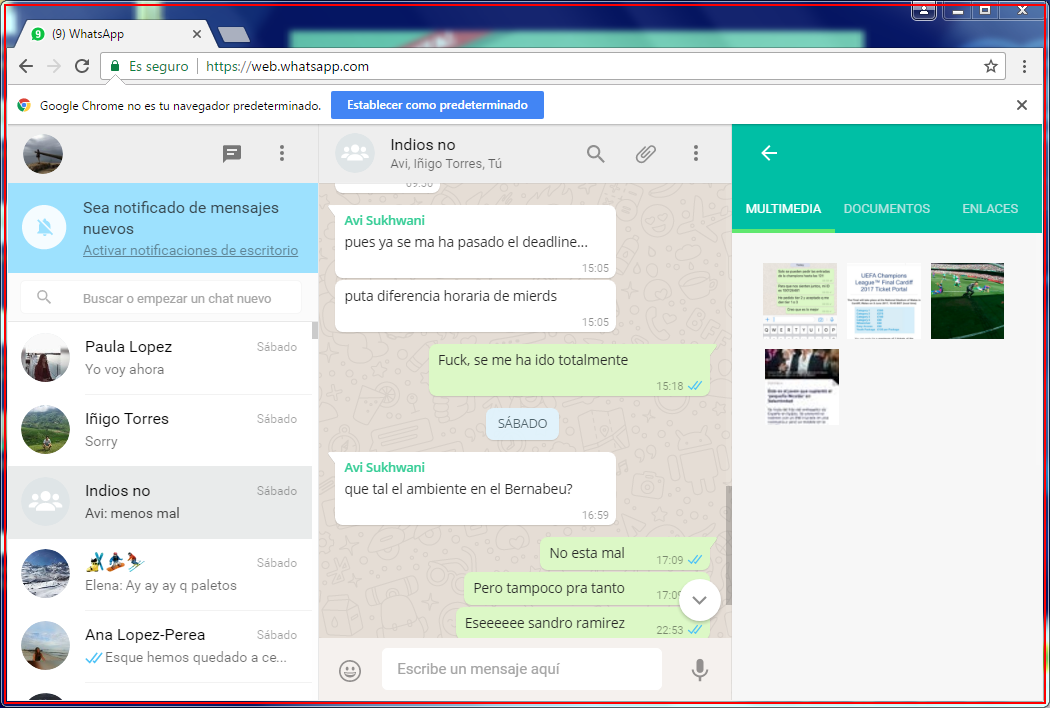 9 (9) WhatsApp
Es seguro https://web.whatsapp.com
Google Chrome no es tu navegador predeterminado. Establecer como predeterminado
Sea notificado de mensajes
nuevos
Activar notificaciones de escritorio
Buscar o empezar un chat nuevo
Paula Lopez Sábado
Yo voy ahora
Iñigo Torres Sábado
Sorry
Indios no Sábado
Avi: menos mal
Sábado
Elena: Ay ay ay q paletos
Ana Lopez-Perea Sábado
Esque hemos quedado a ce...
Indios no
Avi, Iñigo Torres, Tú
09:50
Avi Sukhwani
pues ya se ma ha pasado el deadline...
15:05
puta diferencia horaria de mierds
15:05
Fuck, se me ha ido totalmente
15:18
SÁBADO
Avi Sukhwani
que tal el ambiente en el Bernabeu?
16:59
No esta mal 17:09
Pero tampoco pra tanto 17:09
Eseeeeee sandro ramirez 22:53
Escribe un mensaje aquí
MULTIMEDIA DOCUMENTOS ENLACES
UEFA Champions
League™ Final Cardiff
2017 Ticket Portal
QWERTYUIOP